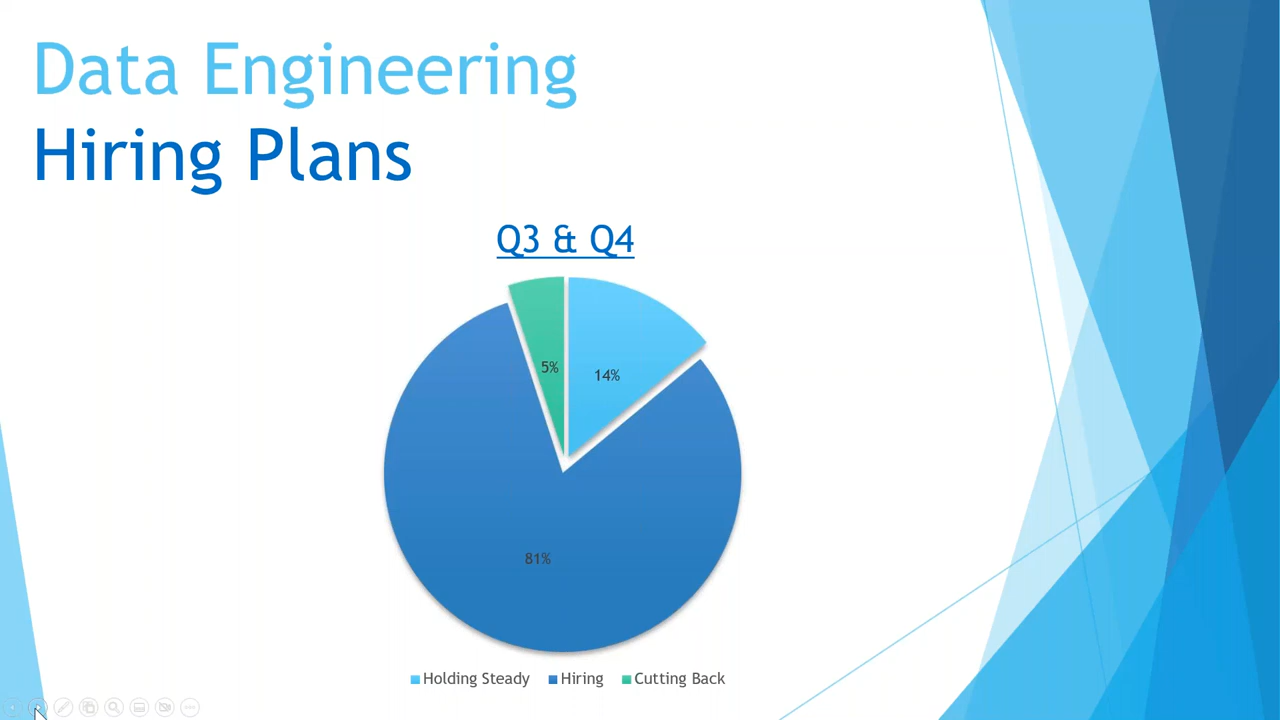 Data Engineering
Hiring Plans
Q3 & Q4
5%
14%
81%
Holding Steady Hiring Cutting Back